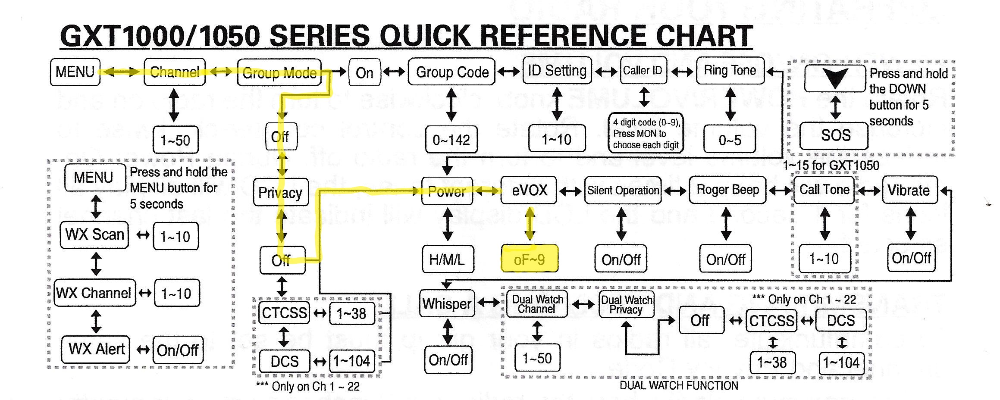 GXT1000/1050 SERIES QUICK REFERENCE CHART
MENU
Channel
Group Mode
On
Group Code
ID Setting
Caller ID
Ring Tone
1~50
Off
0~142
1~10
4 digit code (0~9),
Press MON to
choose each digit
0~5
Press and hold
the DOWN
button for 5
seconds
SOS
MENU
Press and hold the
MENU button for
5 seconds
WX Scan
1~10
WX Channel
1~10
WX Alert
On/Off
Privacy
Off
CTCSS
1~38
DCS
1~104
*** Only on Ch 1 ~ 22
1~15 for GXT1050
Power
eVOX
Silent Operation
Roger Beep
Call Tone
Vibrate
H/M/L
oF~9
On/Off
On/Off
1~10
On/Off
Whisper
On/Off
Dual Watch
Channel
1~50
Dual Watch
Privacy
*** Only on Ch 1 ~ 22
Off
CTCSS
DCS
1~38
1~104
DUAL WATCH FUNCTION